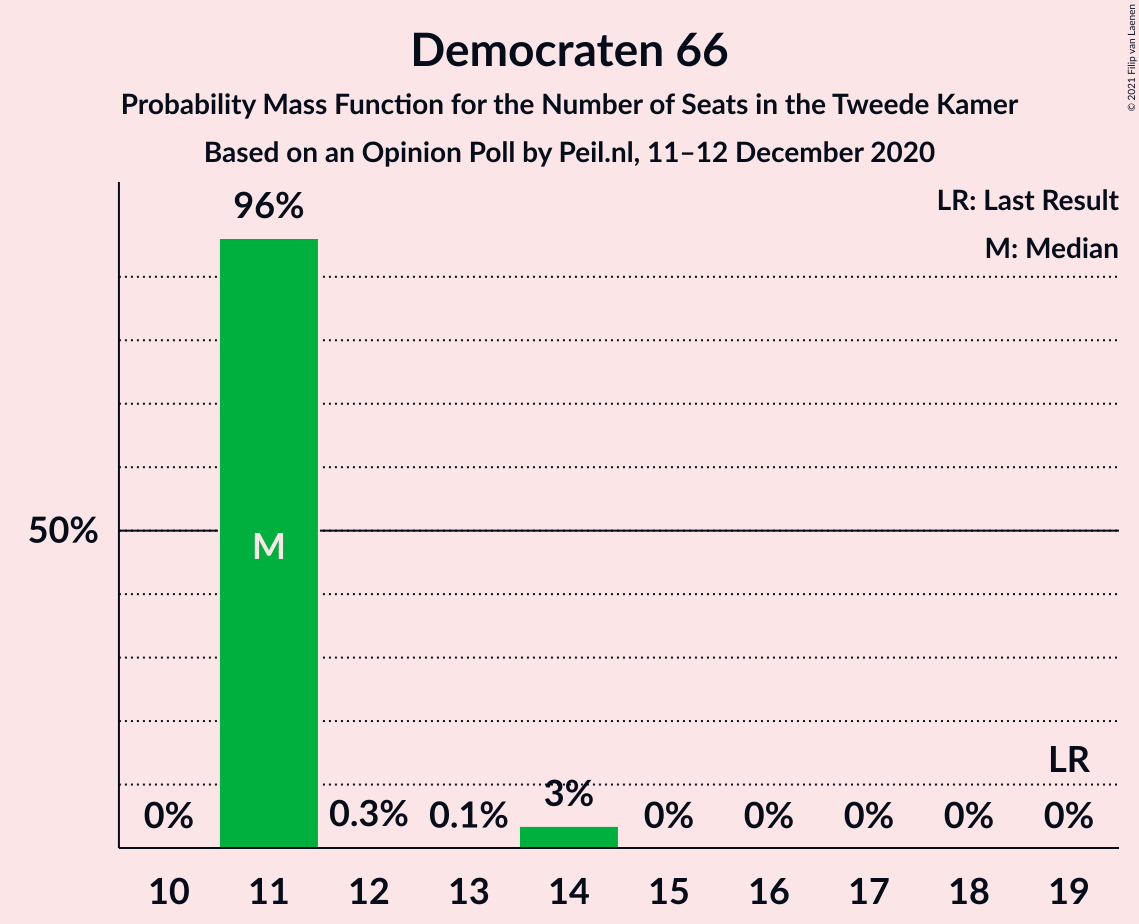 Democraten 66
Probability Mass Function for the Number of Seats in the Tweede Kamer
Based on an Opinion Poll by Peil.nl, 11–12 December 2020
© 2021 Filip van Laenen
LR: Last Result
M: Median
96%
50%
M
LR
0%
0.3%
0.1%
3%
0%
0%
0%
0%
0%
10 11 12 13 14 15 16 17 18 19